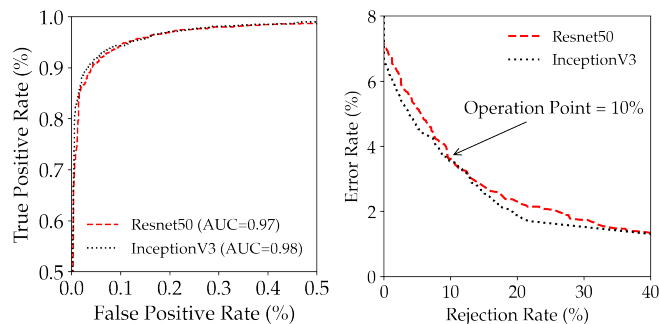 1.0
0.9
0.8
0.7
0.6
0.5
True Positive Rate (%)
Resnet50 (AUC=0.97)
InceptionV3 (AUC=0.98)
0.0 0.1 0.2 0.3 0.4 0.5
False Positive Rate (%)
8
6
4
2
0
Error Rate (%)
Resnet50
InceptionV3
Operation Point = 10%
0 10 20 30 40
Rejection Rate (%)